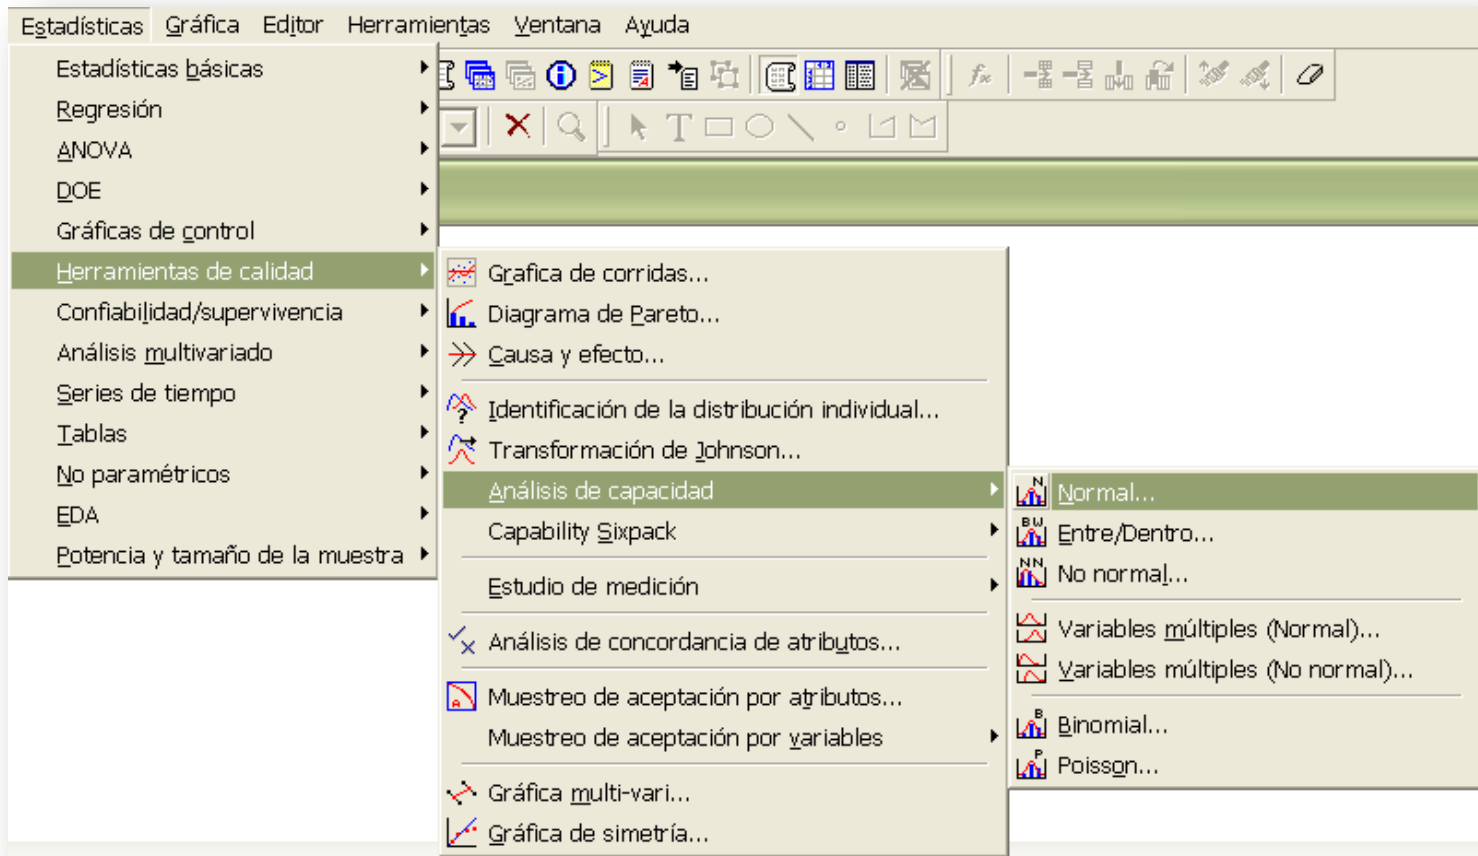 Estadísticas Gráfica Editor Herramientas Ventana Ayuda
Estadísticas básicas
Regresión
ANOVA
DOE
Gráficas de control
Herramientas de calidad
Confiabilidad/supervivencia
Análisis multivariado
Series de tiempo
Tablas
No paramétricos
EDA
Potencia y tamaño de la muestra
Grafica de corridas...
Diagrama de Pareto...
Causa y efecto...
Identificación de la distribución individual...
Transformación de Johnson...
Análisis de capacidad
Capability Sixpack
Estudio de medición
Análisis de concordancia de atributos...
Muestreo de aceptación por atributos...
Muestreo de aceptación por variables
Gráfica multi-vari...
Gráfica de simetría...
N Normal...
BW Entre/Dentro...
NN No normal...
Variables múltiples (Normal)...
Variables múltiples (No normal)...
B Binomial...
P Poisson...